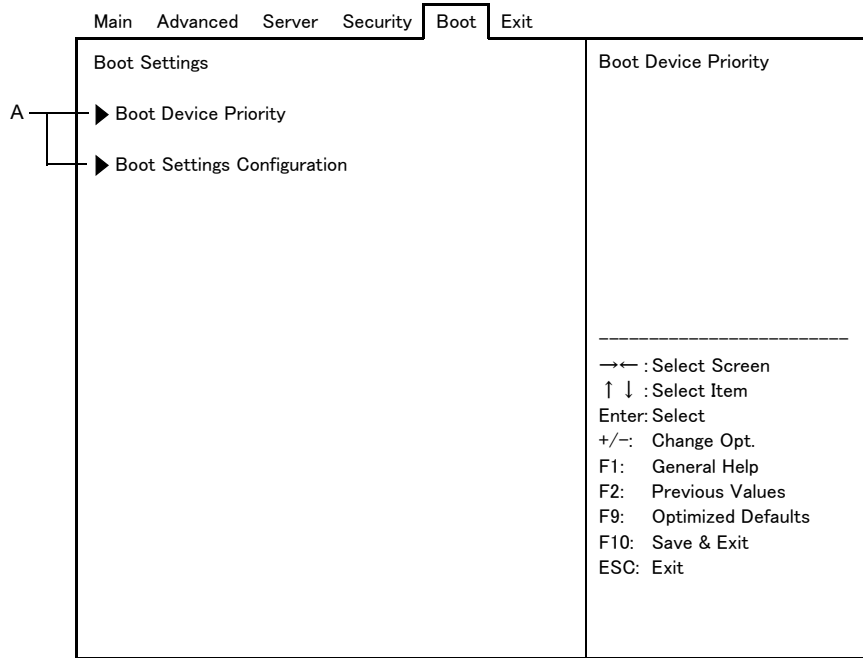 Main Advanced Server Security Boot Exit
Boot Settings
A
Boot Device Priority
Boot Settings Configuration
Boot Device Priority
-------------------------
→← : Select Screen
↑ ↓ : Select Item
Enter: Select
+/-: Change Opt.
F1: General Help
F2: Previous Values
F9: Optimized Defaults
F10: Save & Exit
ESC: Exit